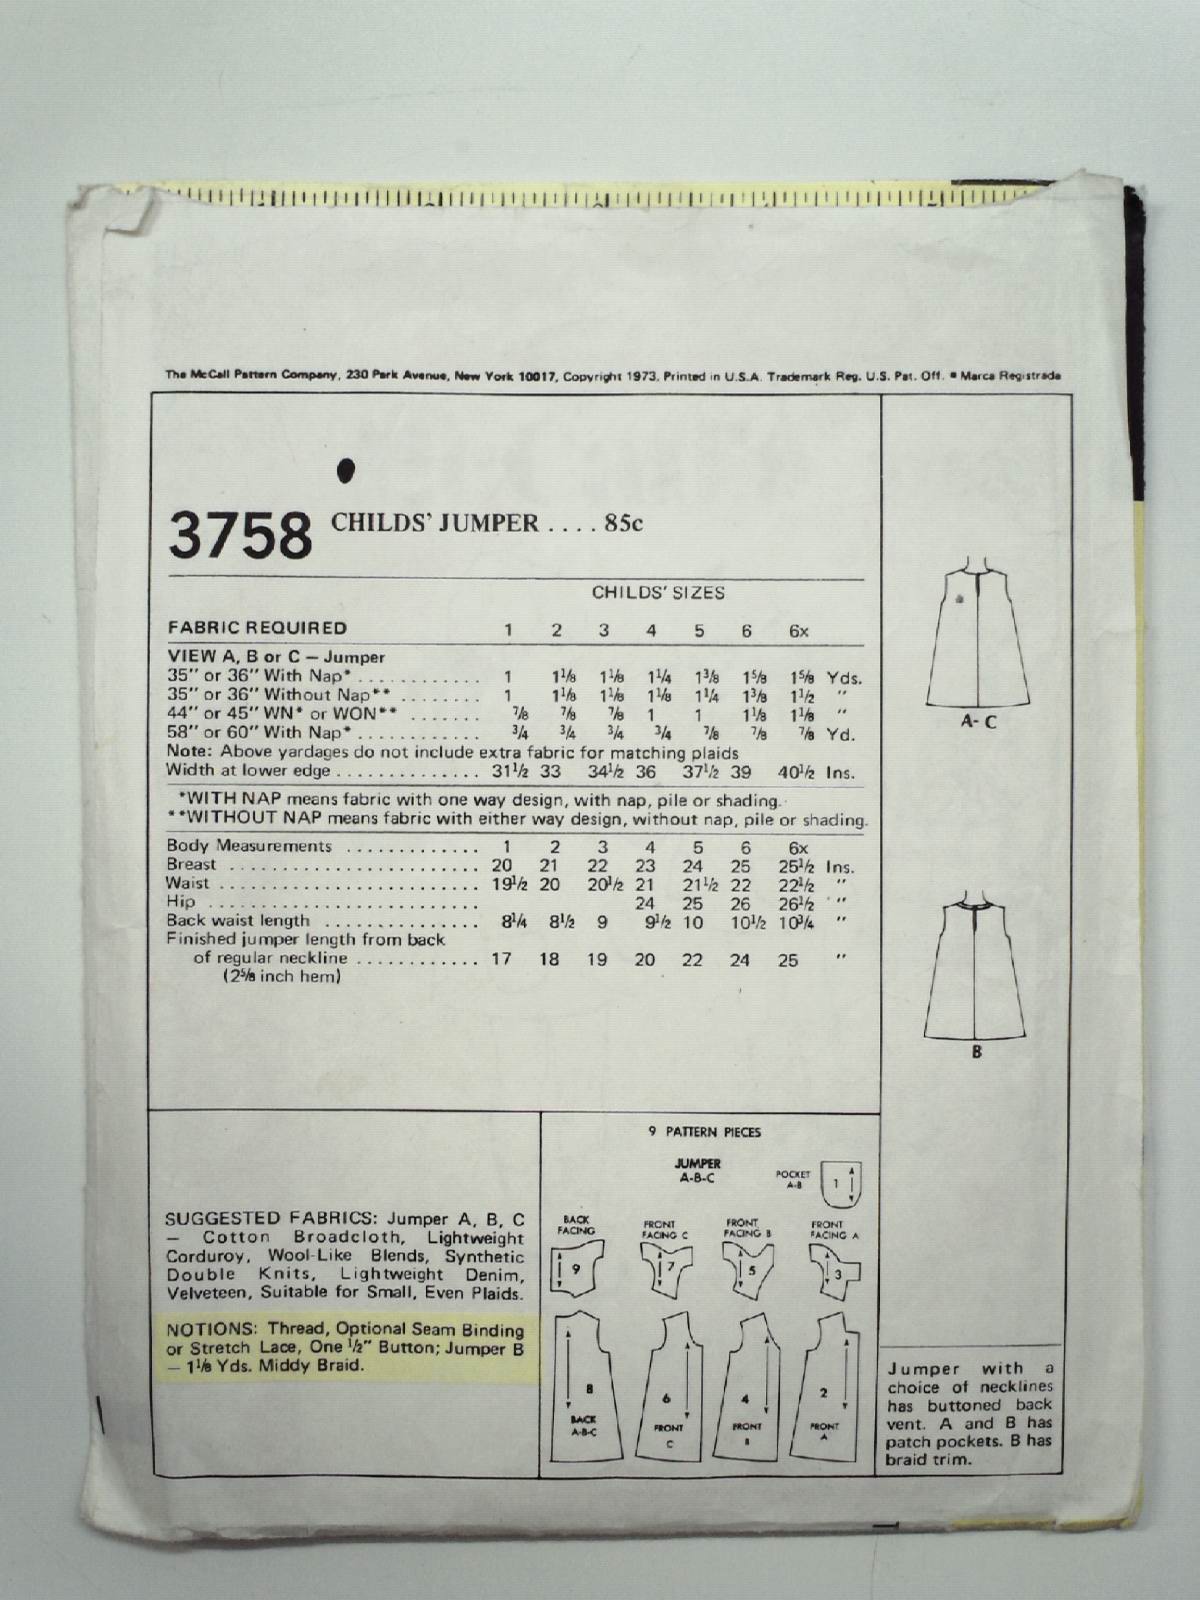 The McCall Pattern Company, 230 Park Avenue, New York 10017, Copyright 1973, Printed in U.S.A. Trademark Reg. U.S. Pat. Off. ■ Marca Registrada
3758 CHILDS' JUMPER .... 85c
CHILDS' SIZES
FABRIC REQUIRED 1 2 3 4 5 6 6x
VIEW A, B or C — Jumper
35" or 36" With Nap* ............ 1 1⅛ 1⅛ 1¼ 1⅜ 1⅝ 1⅝ Yds.
35" or 36" Without Nap** ........ 1 1⅛ 1⅛ 1⅛ 1¼ 1⅜ 1½ "
44" or 45" WN* or WON** ....... ⅞ ⅞ ⅞ 1 1 1⅛ 1⅛ "
58" or 60" With Nap* ............ ¾ ¾ ¾ ¾ ⅞ ⅞ ⅞ Yd.
Note: Above yardages do not include extra fabric for matching plaids
Width at lower edge .............. 31½ 33 34½ 36 37½ 39 40½ Ins.
*WITH NAP means fabric with one way design, with nap, pile or shading.
**WITHOUT NAP means fabric with either way design, without nap, pile or shading.
Body Measurements ............. 1 2 3 4 5 6 6x
Breast ......................... 20 21 22 23 24 25 25½ Ins.
Waist .......................... 19½ 20 20½ 21 21½ 22 22½ "
Hip ........................... 24 25 26 26½ "
Back waist length ............... 8¼ 8½ 9 9½ 10 10½ 10¾ "
Finished jumper length from back
of regular neckline ............ 17 18 19 20 22 24 25 "
(2⅝ inch hem)
A-C
B
SUGGESTED FABRICS: Jumper A, B, C
— Cotton Broadcloth, Lightweight
Corduroy, Wool-Like Blends, Synthetic
Double Knits, Lightweight Denim,
Velveteen, Suitable for Small, Even Plaids.
NOTIONS: Thread, Optional Seam Binding
or Stretch Lace, One ½" Button; Jumper B
— 1⅛ Yds. Middy Braid.
9 PATTERN PIECES
JUMPER
A-B-C
POCKET
A-B
1
BACK
FACING
9
FRONT
FACING C
7
FRONT
FACING B
5
FRONT
FACING A
3
8
BACK
A-B-C
6
FRONT
C
4
FRONT
B
2
FRONT
A
Jumper with a
choice of necklines
has buttoned back
vent. A and B has
patch pockets. B has
braid trim.